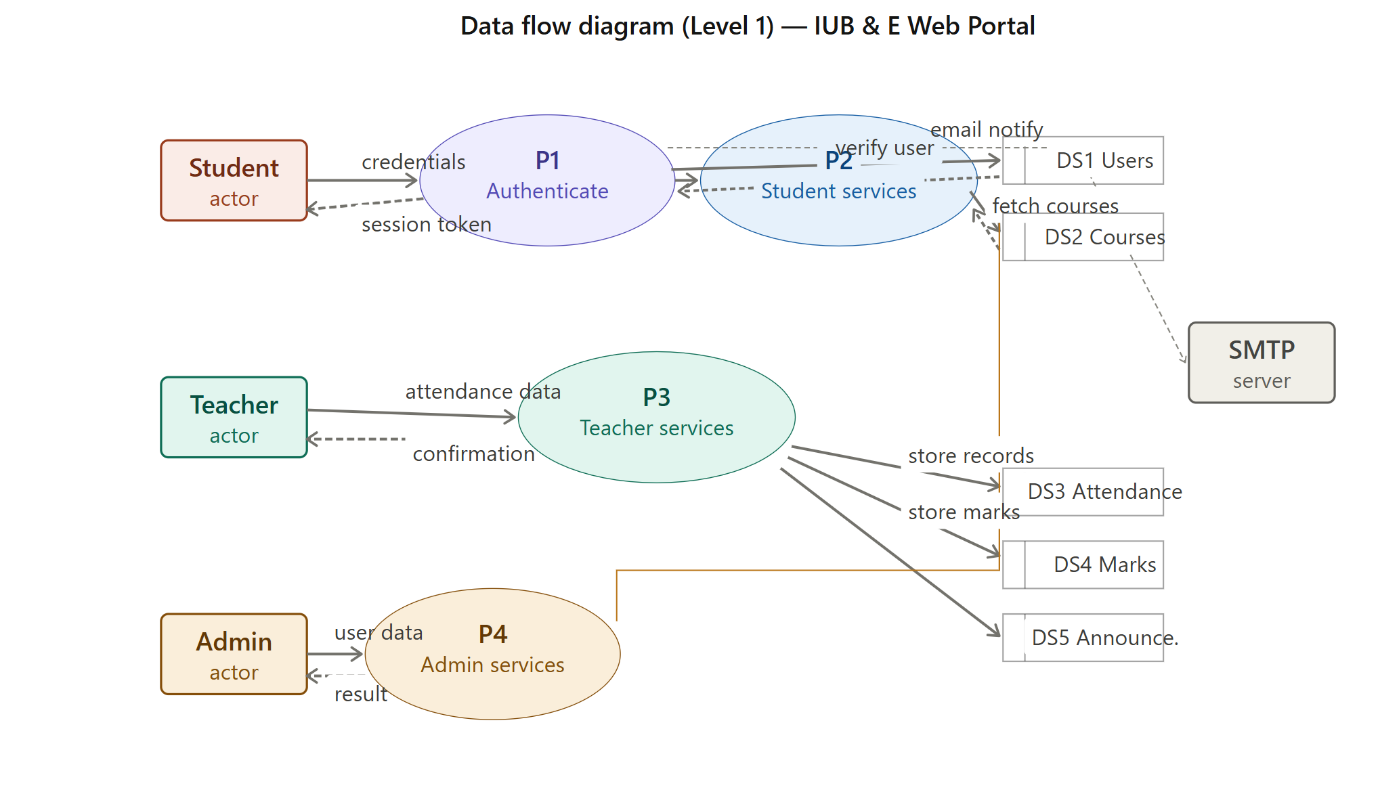 Data flow diagram (Level 1) — IUB & E Web Portal
email notify
verify user
Student
actor
credentials
session token
P1
Authenticate
P2
Student services
DS1 Users
fetch courses
DS2 Courses
SMTP
server
Teacher
actor
attendance data
confirmation
P3
Teacher services
store records
DS3 Attendance
store marks
DS4 Marks
DS5 Announce.
Admin
actor
user data
result
P4
Admin services